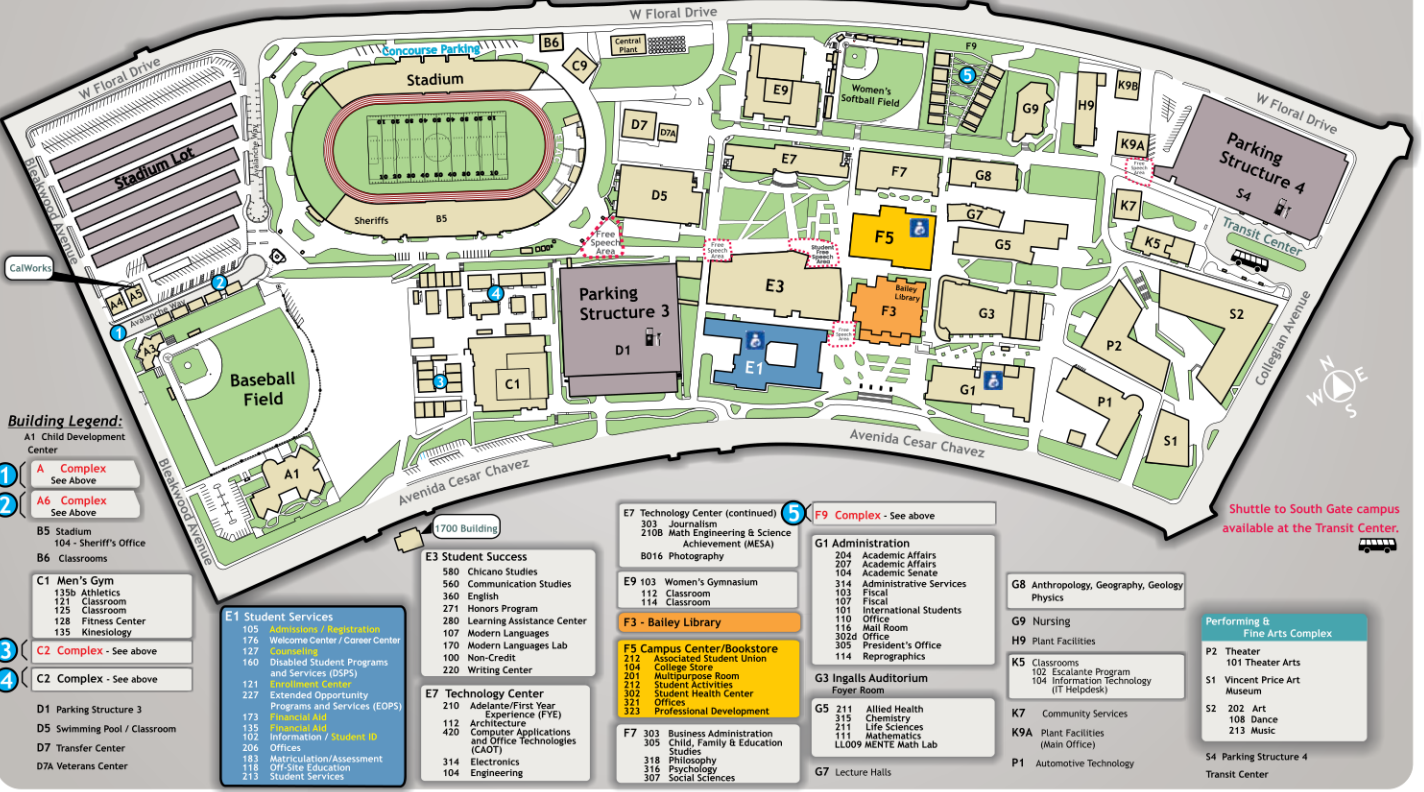 W Floral Drive
W Floral Drive
W Floral Drive
Concourse Parking
Stadium
B6
C9
Central
Plant
E9
Women's
Softball Field
F9
5
G9
H9
K9B
K9A
Free
Speech
Area
Parking
Structure 4
S4
Bleakwood Avenue
Stadium Lot
Avalanche Way
10 20 30 40 50 40 30 20 10
10 20 30 40 50 40 30 20 10
Sheriffs
B5
D7
D7A
D5
E7
F7
G8
G7
G5
K7
K5
Transit Center
Free
Speech
Area
Free
Speech
Area
Student
Free
Speech
Area
F5
CalWorks
A4
A5
Avalanche Way
1
2
A3
4
Parking
Structure 3
D1
E3
Bailey
Library
F3
G3
P2
S2
Collegian Avenue
Baseball
Field
3
C1
E1
Free
Speech
Area
G1
P1
S1
N
E
S
W
A1
Bleakwood Avenue
Avenida Cesar Chavez
Avenida Cesar Chavez
1700 Building
Shuttle to South Gate campus
available at the Transit Center.
Building Legend:
A1 Child Development
Center
1
A Complex
See Above
2
A6 Complex
See Above
B5 Stadium
104 - Sheriff's Office
B6 Classrooms
C1 Men's Gym
135b Athletics
121 Classroom
125 Classroom
128 Fitness Center
135 Kinesiology
3
C2 Complex - See above
4
C2 Complex - See above
D1 Parking Structure 3
D5 Swimming Pool / Classroom
D7 Transfer Center
D7A Veterans Center
E1 Student Services
105 Admissions / Registration
176 Welcome Center / Career Center
127 Counseling
160 Disabled Student Programs
and Services (DSPS)
121 Enrollment Center
227 Extended Opportunity
Programs and Services (EOPS)
173 Financial Aid
135 Financial Aid
102 Information / Student ID
206 Offices
183 Matriculation/Assessment
118 Off-Site Education
213 Student Services
E3 Student Success
580 Chicano Studies
560 Communication Studies
360 English
271 Honors Program
280 Learning Assistance Center
107 Modern Languages
170 Modern Languages Lab
100 Non-Credit
220 Writing Center
E7 Technology Center
210 Adelante/First Year
Experience (FYE)
112 Architecture
420 Computer Applications
and Office Technologies
(CAOT)
314 Electronics
104 Engineering
E7 Technology Center (continued)
303 Journalism
210B Math Engineering & Science
Achievement (MESA)
B016 Photography
E9 103 Women's Gymnasium
112 Classroom
114 Classroom
F3 - Bailey Library
F5 Campus Center/Bookstore
212 Associated Student Union
104 College Store
201 Multipurpose Room
212 Student Activities
302 Student Health Center
321 Offices
323 Professional Development
F7 303 Business Administration
305 Child, Family & Education
Studies
318 Philosophy
316 Psychology
307 Social Sciences
5
F9 Complex - See above
G1 Administration
204 Academic Affairs
207 Academic Affairs
104 Academic Senate
314 Administrative Services
103 Fiscal
107 Fiscal
101 International Students
110 Office
116 Mail Room
302d Office
305 President's Office
114 Reprographics
G3 Ingalls Auditorium
Foyer Room
G5 211 Allied Health
315 Chemistry
211 Life Sciences
111 Mathematics
LL009 MENTE Math Lab
G7 Lecture Halls
G8 Anthropology, Geography, Geology
Physics
G9 Nursing
H9 Plant Facilities
K5 Classrooms
102 Escalante Program
104 Information Technology
(IT Helpdesk)
K7 Community Services
K9A Plant Facilities
(Main Office)
P1 Automotive Technology
Performing &
Fine Arts Complex
P2 Theater
101 Theater Arts
S1 Vincent Price Art
Museum
S2 202 Art
108 Dance
213 Music
S4 Parking Structure 4
Transit Center